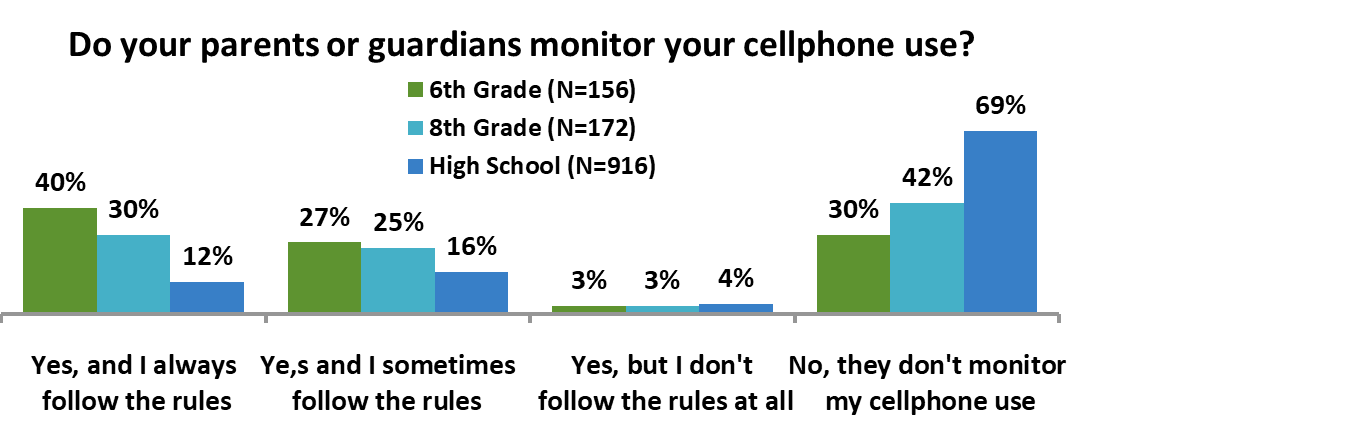 Do your parents or guardians monitor your cellphone use?
6th Grade (N=156)
8th Grade (N=172)
High School (N=916)
40%
30%
12%
27%
25%
16%
3%
3%
4%
30%
42%
69%
Yes, and I always
follow the rules
Ye,s and I sometimes
follow the rules
Yes, but I don't
follow the rules at all
No, they don't monitor
my cellphone use